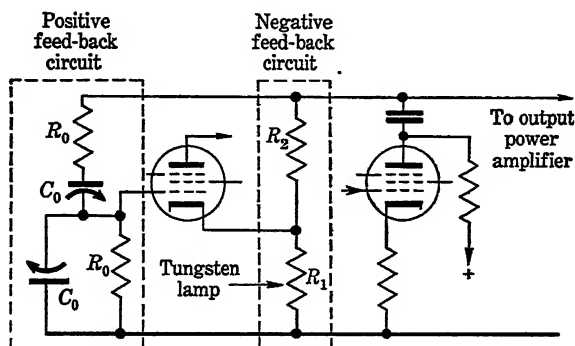 Positive
feed-back
circuit
Negative
feed-back
circuit
R₀
R₂
To output
power
amplifier
C₀
R₀
C₀
Tungsten
lamp
R₁
+